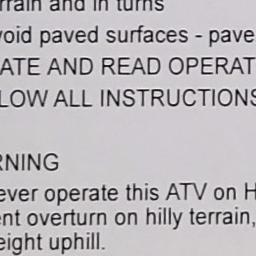 rrain and in turns
void paved surfaces - pave
ATE AND READ OPERAT
LOW ALL INSTRUCTIONS
RNING
ever operate this ATV on H
ent overturn on hilly terrain,
eight uphill.